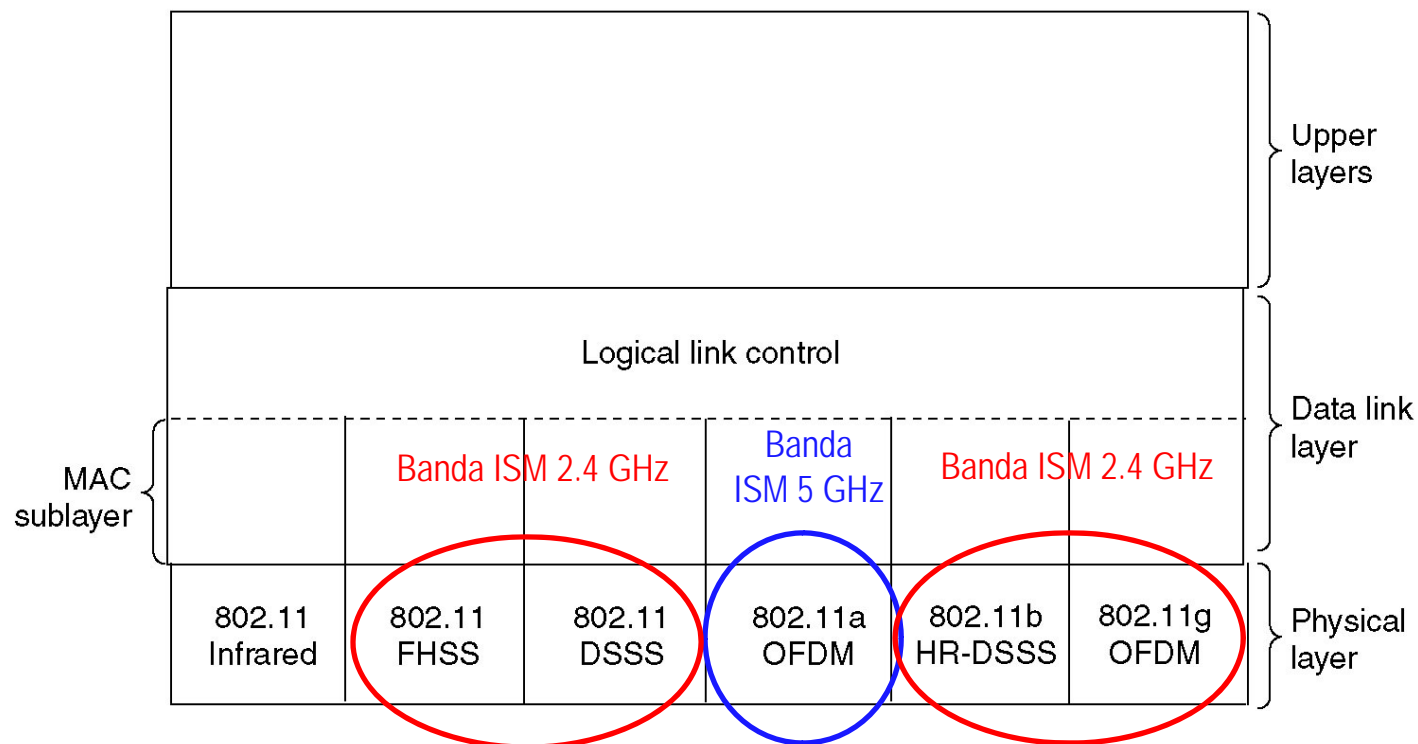 Upper
layers
Logical link control
Data link
layer
MAC
sublayer
Banda ISM 2.4 GHz
Banda
ISM 5 GHz
Banda ISM 2.4 GHz
802.11
Infrared
802.11
FHSS
802.11
DSSS
802.11a
OFDM
802.11b
HR-DSSS
802.11g
OFDM
Physical
layer